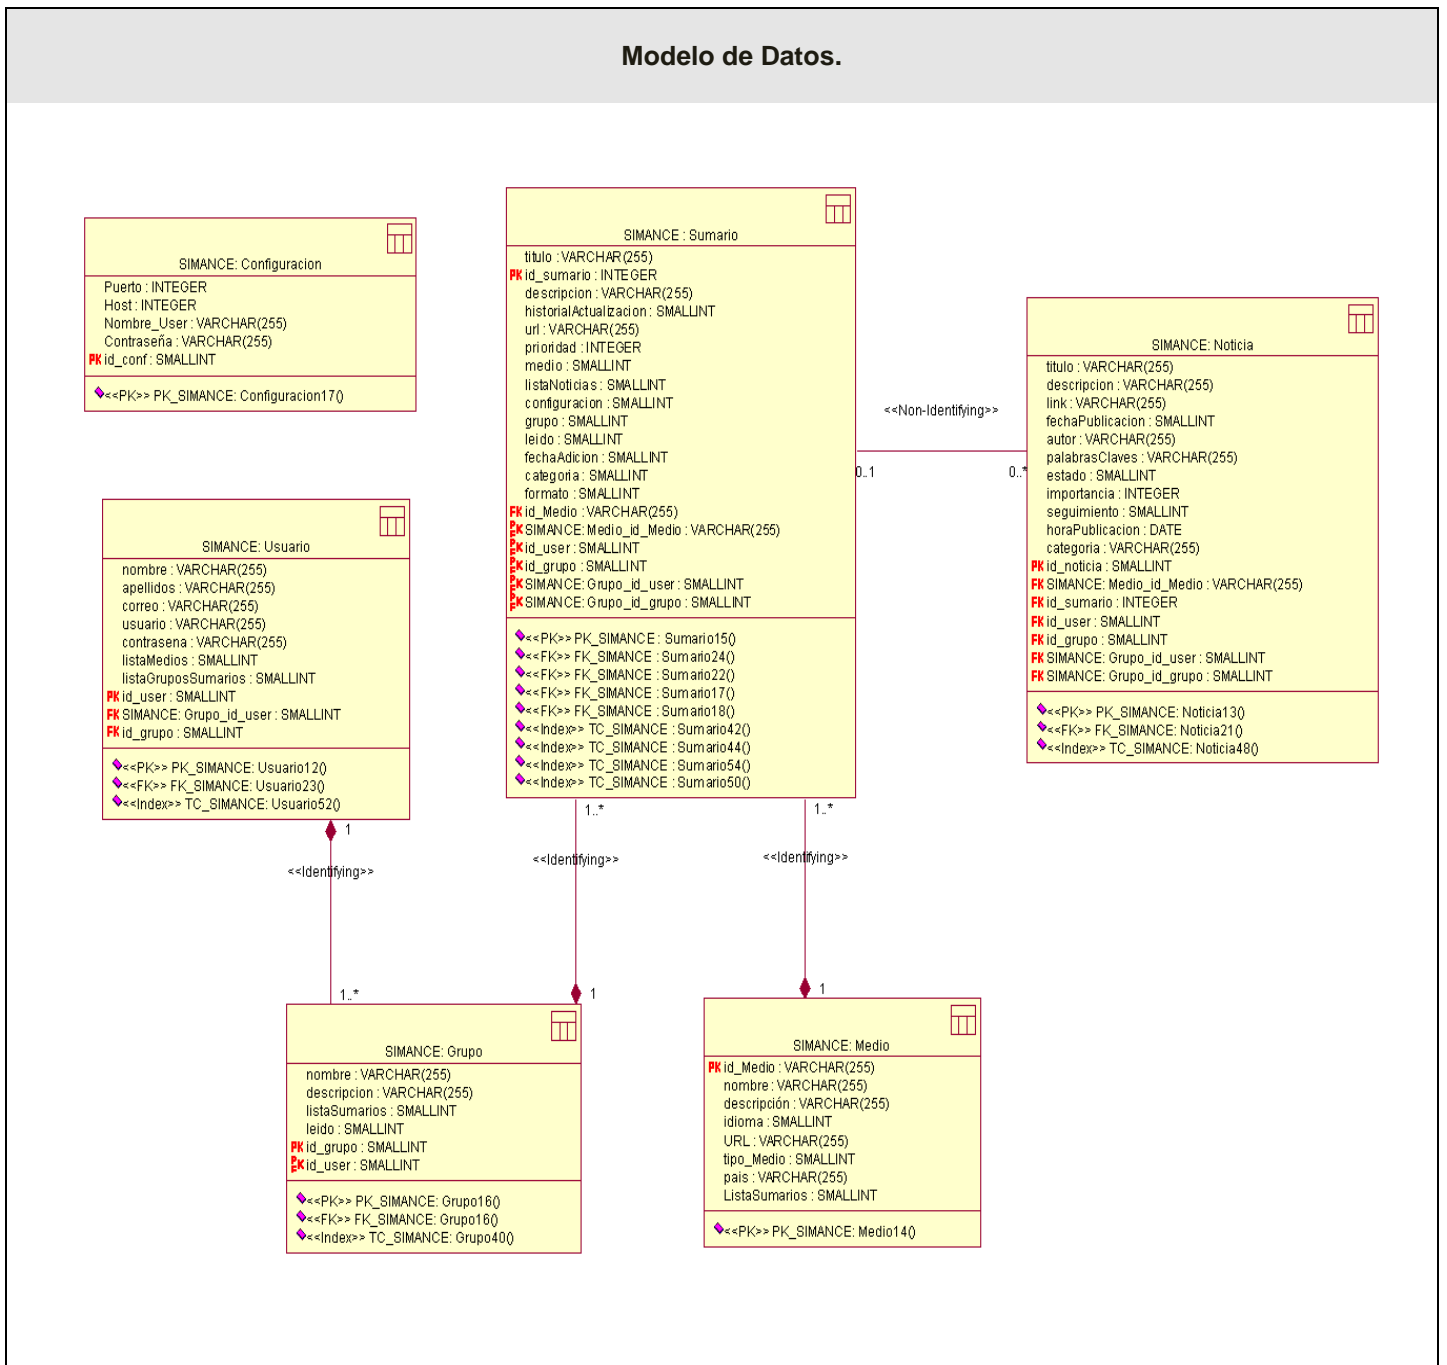 Modelo de Datos.
SIMANCE: Configuracion
Puerto : INTEGER
Host : INTEGER
Nombre_User : VARCHAR(255)
Contraseña : VARCHAR(255)
PK id_conf : SMALLINT
<<PK>> PK_SIMANCE: Configuracion17()
SIMANCE : Sumario
titulo : VARCHAR(255)
PK id_sumario : INTEGER
descripcion : VARCHAR(255)
historialActualizacion : SMALLINT
url : VARCHAR(255)
prioridad : INTEGER
medio : SMALLINT
listaNoticias : SMALLINT
configuracion : SMALLINT
grupo : SMALLINT
leido : SMALLINT
fechaAdicion : SMALLINT
categoria : SMALLINT
formato : SMALLINT
FK id_Medio : VARCHAR(255)
PFK SIMANCE: Medio_id_Medio : VARCHAR(255)
PFK id_user : SMALLINT
PFK id_grupo : SMALLINT
PFK SIMANCE: Grupo_id_user : SMALLINT
PFK SIMANCE: Grupo_id_grupo : SMALLINT
<<PK>> PK_SIMANCE : Sumario15()
<<FK>> FK_SIMANCE : Sumario24()
<<FK>> FK_SIMANCE : Sumario22()
<<FK>> FK_SIMANCE : Sumario17()
<<FK>> FK_SIMANCE : Sumario18()
<<Index>> TC_SIMANCE : Sumario42()
<<Index>> TC_SIMANCE : Sumario44()
<<Index>> TC_SIMANCE : Sumario54()
<<Index>> TC_SIMANCE : Sumario50()
<<Non-Identifying>>
0..1
0..*
SIMANCE: Noticia
titulo : VARCHAR(255)
descripcion : VARCHAR(255)
link : VARCHAR(255)
fechaPublicacion : SMALLINT
autor : VARCHAR(255)
palabrasClaves : VARCHAR(255)
estado : SMALLINT
importancia : INTEGER
seguimiento : SMALLINT
horaPublicacion : DATE
categoria : VARCHAR(255)
PK id_noticia : SMALLINT
FK SIMANCE: Medio_id_Medio : VARCHAR(255)
FK id_sumario : INTEGER
FK id_user : SMALLINT
FK id_grupo : SMALLINT
FK SIMANCE: Grupo_id_user : SMALLINT
FK SIMANCE: Grupo_id_grupo : SMALLINT
<<PK>> PK_SIMANCE: Noticia13()
<<FK>> FK_SIMANCE: Noticia21()
<<Index>> TC_SIMANCE: Noticia48()
SIMANCE: Usuario
nombre : VARCHAR(255)
apellidos : VARCHAR(255)
correo : VARCHAR(255)
usuario : VARCHAR(255)
contrasena : VARCHAR(255)
listaMedios : SMALLINT
listaGruposSumarios : SMALLINT
PK id_user : SMALLINT
FK SIMANCE: Grupo_id_user : SMALLINT
FK id_grupo : SMALLINT
<<PK>> PK_SIMANCE: Usuario12()
<<FK>> FK_SIMANCE: Usuario23()
<<Index>> TC_SIMANCE: Usuario52()
1
<<Identifying>>
1..*
1..*
<<Identifying>>
1
1..*
<<Identifying>>
1
SIMANCE: Grupo
nombre : VARCHAR(255)
descripcion : VARCHAR(255)
listaSumarios : SMALLINT
leido : SMALLINT
PK id_grupo : SMALLINT
PFK id_user : SMALLINT
<<PK>> PK_SIMANCE: Grupo16()
<<FK>> FK_SIMANCE: Grupo16()
<<Index>> TC_SIMANCE: Grupo40()
SIMANCE: Medio
PK id_Medio : VARCHAR(255)
nombre : VARCHAR(255)
descripción : VARCHAR(255)
idioma : SMALLINT
URL : VARCHAR(255)
tipo_Medio : SMALLINT
pais : VARCHAR(255)
ListaSumarios : SMALLINT
<<PK>> PK_SIMANCE: Medio14()